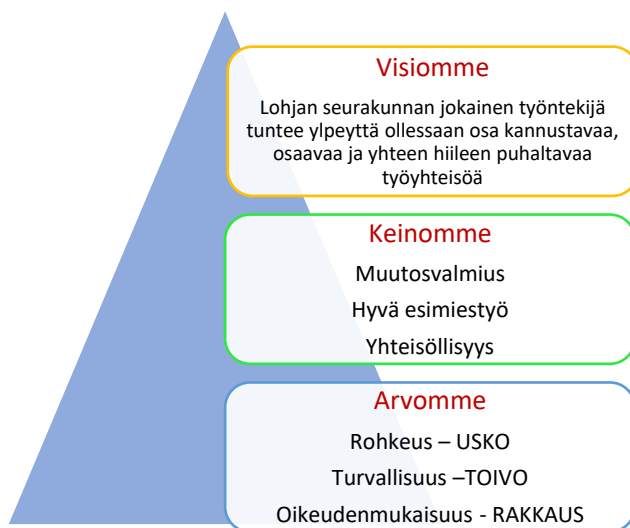 Visiomme
Lohjan seurakunnan jokainen työntekijä
tuntee ylpeyttä ollessaan osa kannustavaa,
osaavaa ja yhteen hiileen puhaltavaa
työyhteisöä
Keinomme
Muutosvalmius
Hyvä esimiestyö
Yhteisöllisyys
Arvomme
Rohkeus – USKO
Turvallisuus –TOIVO
Oikeudenmukaisuus - RAKKAUS